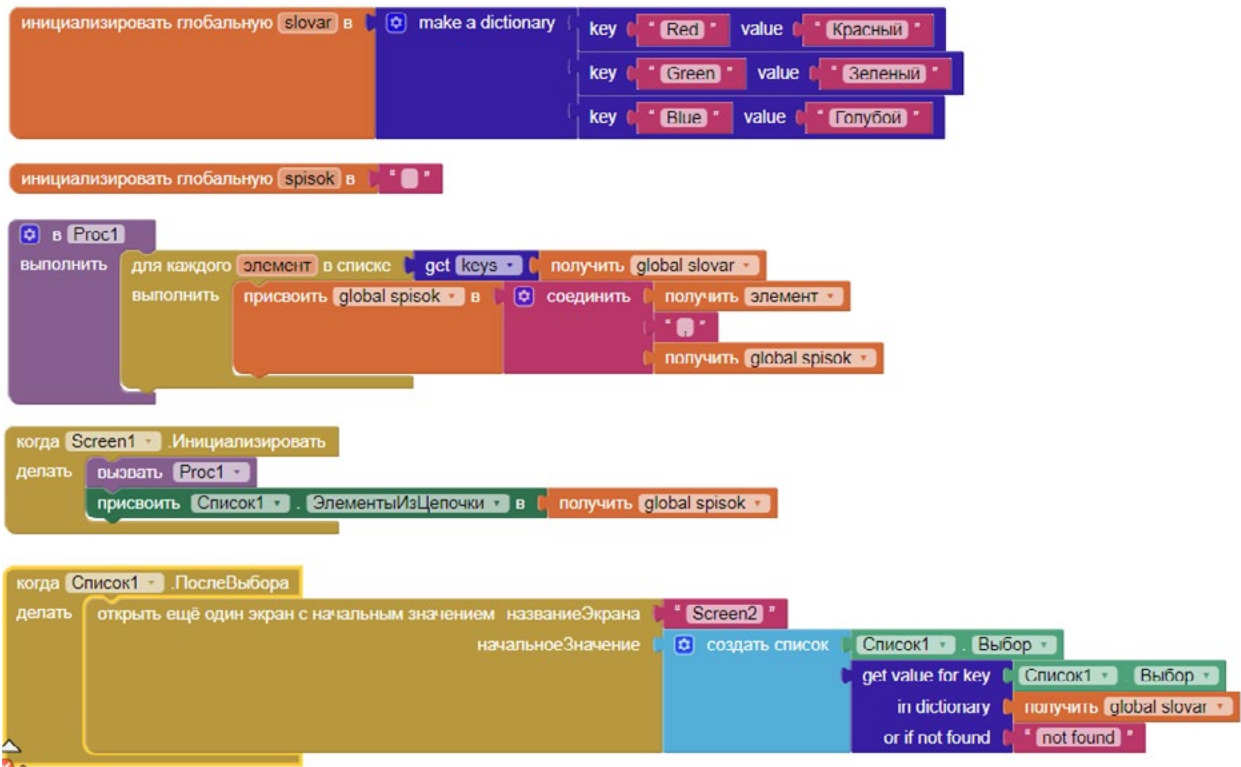 инициализировать глобальную slovar в make a dictionary key " Red " value " Красный "
key " Green " value " Зеленый "
key " Blue " value " Голубой "
инициализировать глобальную spisok в " "
в Proc1
выполнить для каждого элемент в списке get keys получить global slovar
выполнить присвоить global spisok в соединить получить элемент
" , "
получить global spisok
когда Screen1 .Инициализировать
делать вызвать Proc1
присвоить Список1 . ЭлементыИзЦепочки в получить global spisok
когда Список1 .ПослеВыбора
делать открыть ещё один экран с начальным значением названиеЭкрана " Screen2 "
начальноеЗначение создать список Список1 . Выбор
get value for key Список1 . Выбор
in dictionary получить global slovar
or if not found " not found "